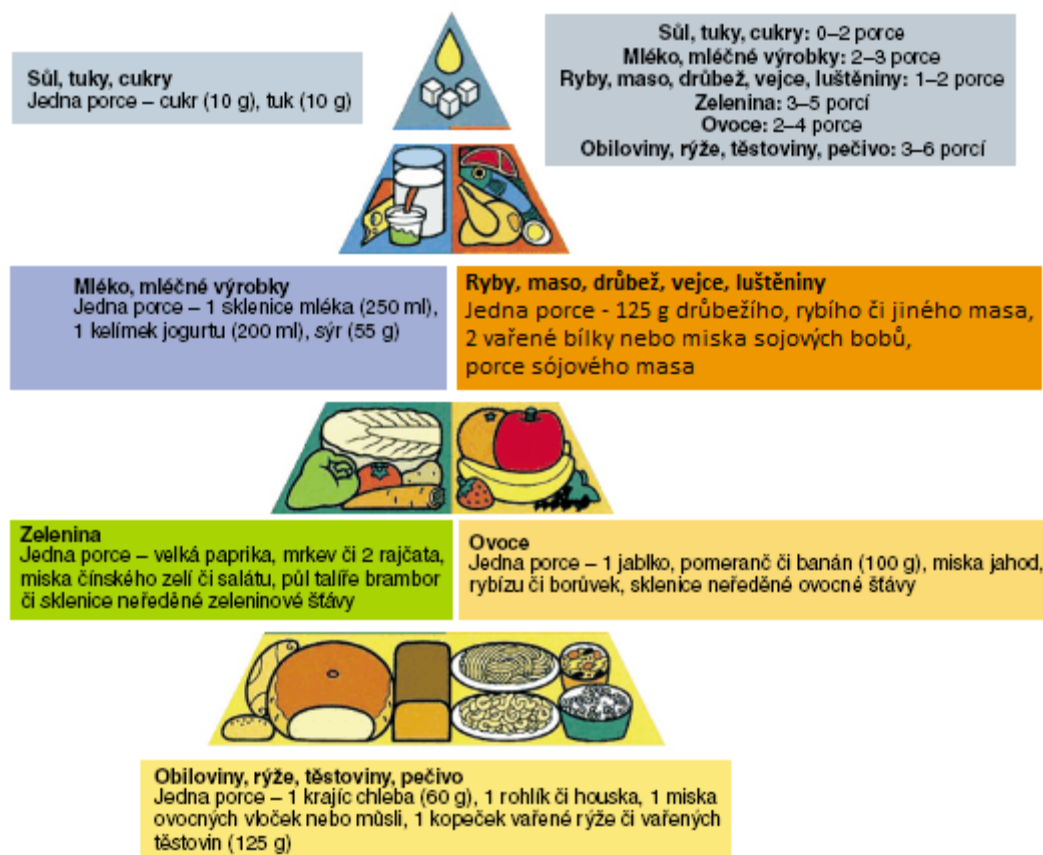 Sůl, tuky, cukry
Jedna porce – cukr (10 g), tuk (10 g)
Sůl, tuky, cukry: 0–2 porce
Mléko, mléčné výrobky: 2–3 porce
Ryby, maso, drůbež, vejce, luštěniny: 1–2 porce
Zelenina: 3–5 porcí
Ovoce: 2–4 porce
Obiloviny, rýže, těstoviny, pečivo: 3–6 porcí
Mléko, mléčné výrobky
Jedna porce – 1 sklenice mléka (250 ml),
1 kelímek jogurtu (200 ml), sýr (55 g)
Ryby, maso, drůbež, vejce, luštěniny
Jedna porce - 125 g drůbežího, rybího či jiného masa,
2 vařené bílky nebo miska sojových bobů,
porce sójového masa
Zelenina
Jedna porce – velká paprika, mrkev či 2 rajčata,
miska čínského zelí či salátu, půl talíře brambor
či sklenice neředěné zeleninové šťávy
Ovoce
Jedna porce – 1 jablko, pomeranč či banán (100 g), miska jahod,
rybízu či borůvek, sklenice neředěné ovocné šťávy
Obiloviny, rýže, těstoviny, pečivo
Jedna porce – 1 krajíc chleba (60 g), 1 rohlík či houska, 1 miska
ovocných vloček nebo műsli, 1 kopeček vařené rýže či vařených
těstovin (125 g)